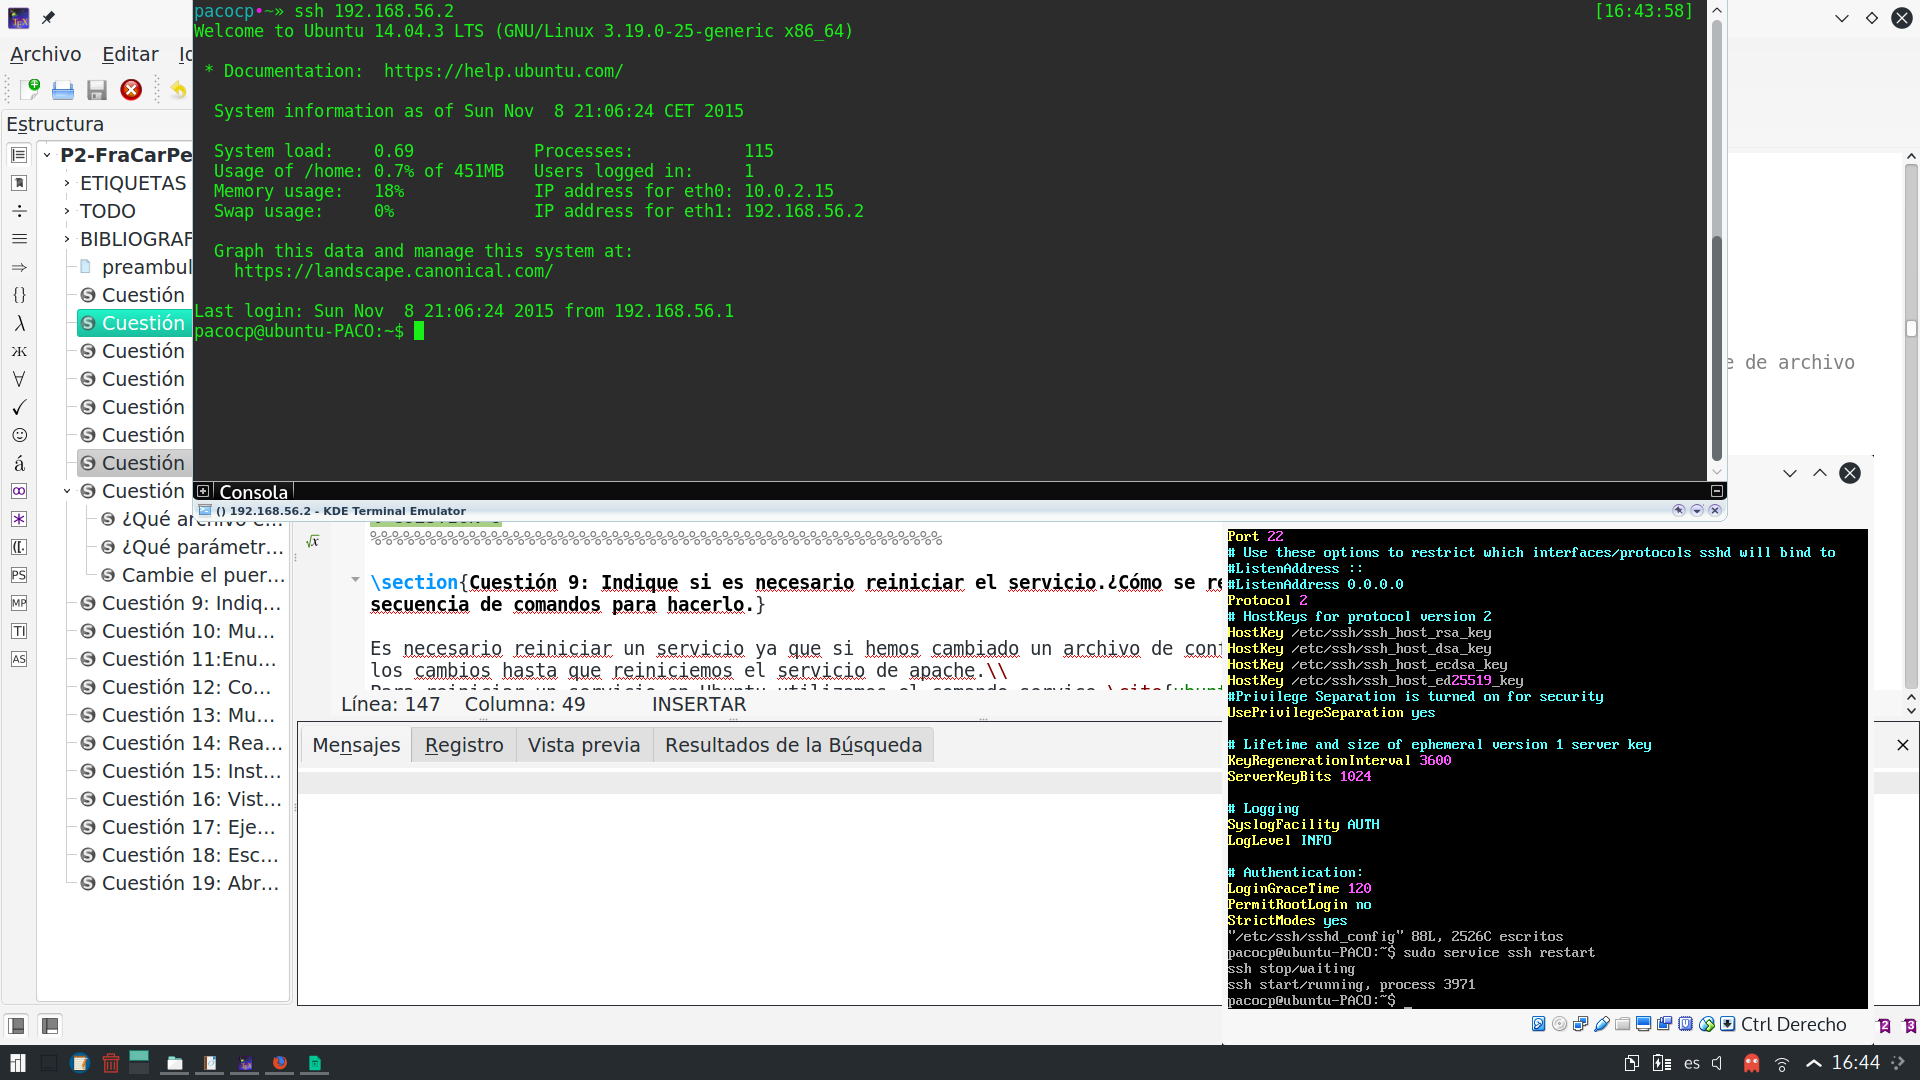 pacocp•~» ssh 192.168.56.2 [16:43:58]
Welcome to Ubuntu 14.04.3 LTS (GNU/Linux 3.19.0-25-generic x86_64)
* Documentation: https://help.ubuntu.com/
System information as of Sun Nov 8 21:06:24 CET 2015
System load: 0.69 Processes: 115
Usage of /home: 0.7% of 451MB Users logged in: 1
Memory usage: 18% IP address for eth0: 10.0.2.15
Swap usage: 0% IP address for eth1: 192.168.56.2
Graph this data and manage this system at:
https://landscape.canonical.com/
Last login: Sun Nov 8 21:06:24 2015 from 192.168.56.1
pacocp@ubuntu-PACO:~$
Consola
() 192.168.56.2 - KDE Terminal Emulator
Archivo Editar
Estructura
P2-FraCarPe
ETIQUETAS
TODO
BIBLIOGRAF
preambul
Cuestión
Cuestión
Cuestión
Cuestión
Cuestión
Cuestión
Cuestión
Cuestión
¿Qué archivo
¿Qué parámetr...
Cambie el puer...
Cuestión 9: Indiq...
Cuestión 10: Mu...
Cuestión 11:Enu...
Cuestión 12: Co...
Cuestión 13: Mu...
Cuestión 14: Rea...
Cuestión 15: Inst...
Cuestión 16: Vist...
Cuestión 17: Eje...
Cuestión 18: Esc...
Cuestión 19: Abr...
de archivo
%%%%%%%%%%%%%%%%%%%%%%%%%%%%%%%%%%%%%%%%%%%%%%%%%%%%
\section{Cuestión 9: Indique si es necesario reiniciar el servicio.¿Cómo se re
secuencia de comandos para hacerlo.}
Es necesario reiniciar un servicio ya que si hemos cambiado un archivo de con
los cambios hasta que reiniciemos el servicio de apache.\\
Para reiniciar un servicio en Ubuntu utilizamos el comando service.\cite{ubunt
Línea: 147 Columna: 49 INSERTAR
Mensajes Registro Vista previa Resultados de la Búsqueda
Port 22
# Use these options to restrict which interfaces/protocols sshd will bind to
#ListenAddress ::
#ListenAddress 0.0.0.0
Protocol 2
# HostKeys for protocol version 2
HostKey /etc/ssh/ssh_host_rsa_key
HostKey /etc/ssh/ssh_host_dsa_key
HostKey /etc/ssh/ssh_host_ecdsa_key
HostKey /etc/ssh/ssh_host_ed25519_key
#Privilege Separation is turned on for security
UsePrivilegeSeparation yes
# Lifetime and size of ephemeral version 1 server key
KeyRegenerationInterval 3600
ServerKeyBits 1024
# Logging
SyslogFacility AUTH
LogLevel INFO
# Authentication:
LoginGraceTime 120
PermitRootLogin no
StrictModes yes
"/etc/ssh/sshd_config" 88L, 2526C escritos
pacocp@ubuntu-PACO:~$ sudo service ssh restart
ssh stop/waiting
ssh start/running, process 3971
pacocp@ubuntu-PACO:~$ _
Ctrl Derecho
es 16:44